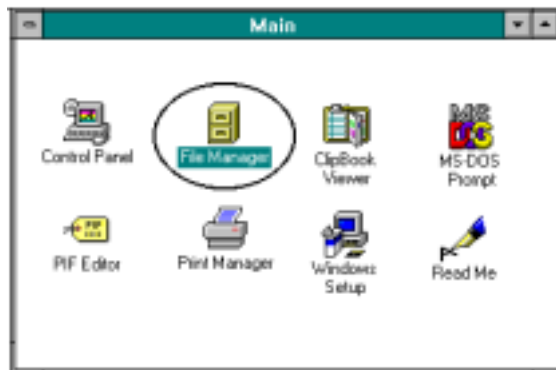 Main
Control Panel
File Manager
ClipBook
Viewer
MS-DOS
Prompt
PIF Editor
Print Manager
Windows
Setup
Read Me